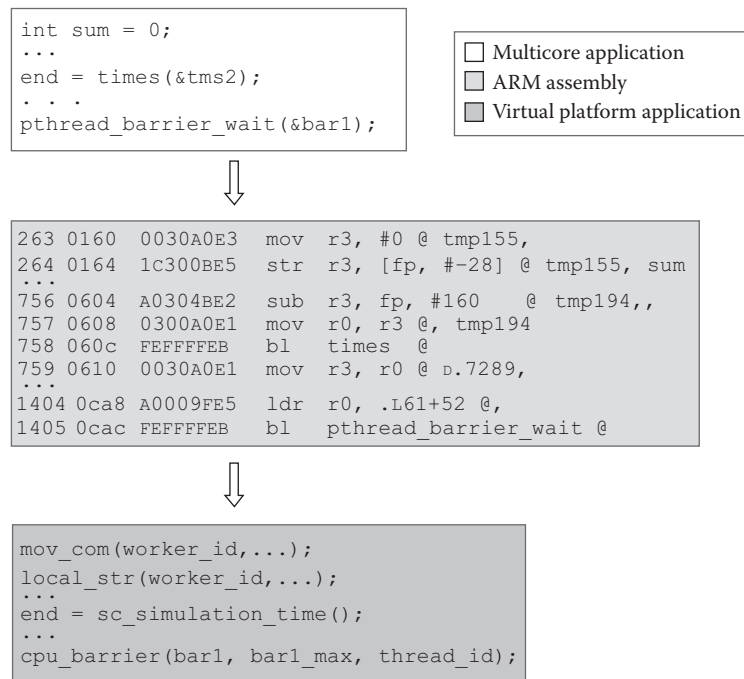 int sum = 0;
...
end = times(&tms2);
. . .
pthread_barrier_wait(&bar1);
Multicore application
ARM assembly
Virtual platform application
263 0160 0030A0E3 mov r3, #0 @ tmp155,
264 0164 1C300BE5 str r3, [fp, #−28] @ tmp155, sum
...
756 0604 A0304BE2 sub r3, fp, #160 @ tmp194,,
757 0608 0300A0E1 mov r0, r3 @, tmp194
758 060c FEFFFFEB bl times @
759 0610 0030A0E1 mov r3, r0 @ D.7289,
...
1404 0ca8 A0009FE5 ldr r0, .L61+52 @,
1405 0cac FEFFFFEB bl pthread_barrier_wait @
mov_com(worker_id,...);
local_str(worker_id,...);
...
end = sc_simulation_time();
...
cpu_barrier(bar1, bar1_max, thread_id);